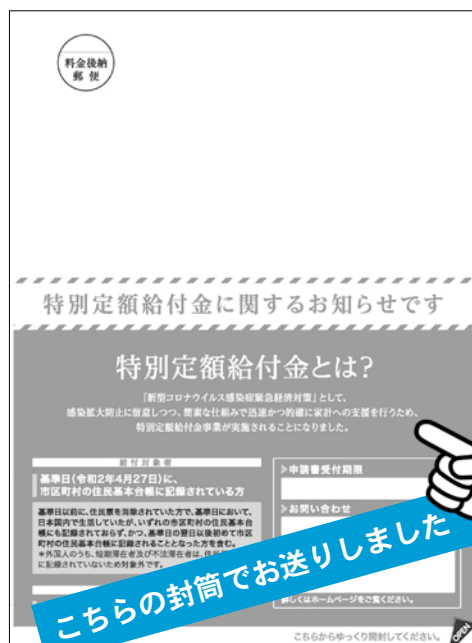 料金後納
郵便
特別定額給付金に関するお知らせです
特別定額給付金とは?
「新型コロナウイルス感染症緊急経済対策」として、
感染拡大防止に留意しつつ、簡素な仕組みで迅速かつ的確に家計への支援を行うため、
特別定額給付金事業が実施されることになりました。
給付対象者
基準日(令和2年4月27日)に、
市区町村の住民基本台帳に記録されている方
基準日以前に、住民票を消除されていた方で、基準日において、
日本国内で生活していたが、いずれの市区町村の住民基本台
帳にも記録されておらず、かつ、基準日の翌日以後初めて市区
町村の住民基本台帳に記録されることとなった方を含む。
*外国人のうち、短期滞在者及び不法滞在者は、住民
に記録されていないため対象外です。
>申請書受付期限
>お問い合わせ
詳しくはホームページをご覧ください。
こちらの封筒でお送りしました
こちらからゆっくり開封してください。
OPEN